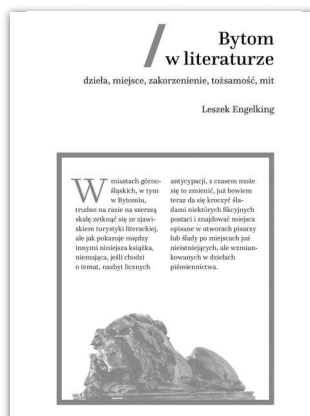 Bytom
w literaturze
dzieła, miejsce, zakorzenienie, tożsamość, mit
Leszek Engelking
W miastach górno-
śląskich, w tym
w Bytomiu,
trudno na razie na szerszą
skalę zetknąć się ze zjawi-
skiem turystyki literackiej,
ale jak pokazuje między
innymi niniejsza książka,
niemająca, jeśli chodzi
o temat, nazbyt licznych
antycypacji, z czasem może
się to zmienić, już bowiem
teraz da się kroczyć śla-
dami niektórych fikcyjnych
postaci i znajdować miejsca
opisane w utworach pisarzy
lub ślady po miejscach już
nieistniejących, ale wzmian-
kowanych w dziełach
piśmiennictwa.